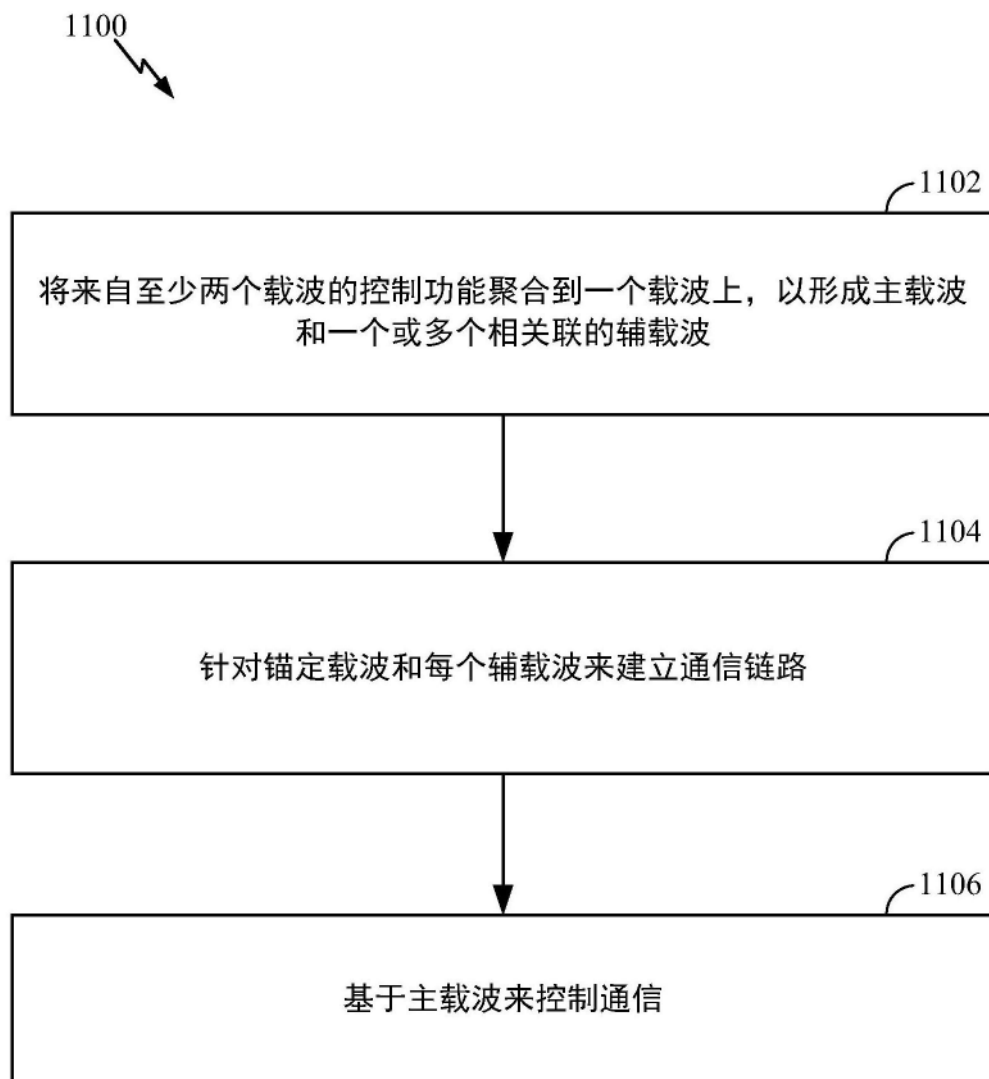 1100
1102
将来自至少两个载波的控制功能聚合到一个载波上，以形成主载波
和一个或多个相关联的辅载波
1104
针对锚定载波和每个辅载波来建立通信链路
1106
基于主载波来控制通信